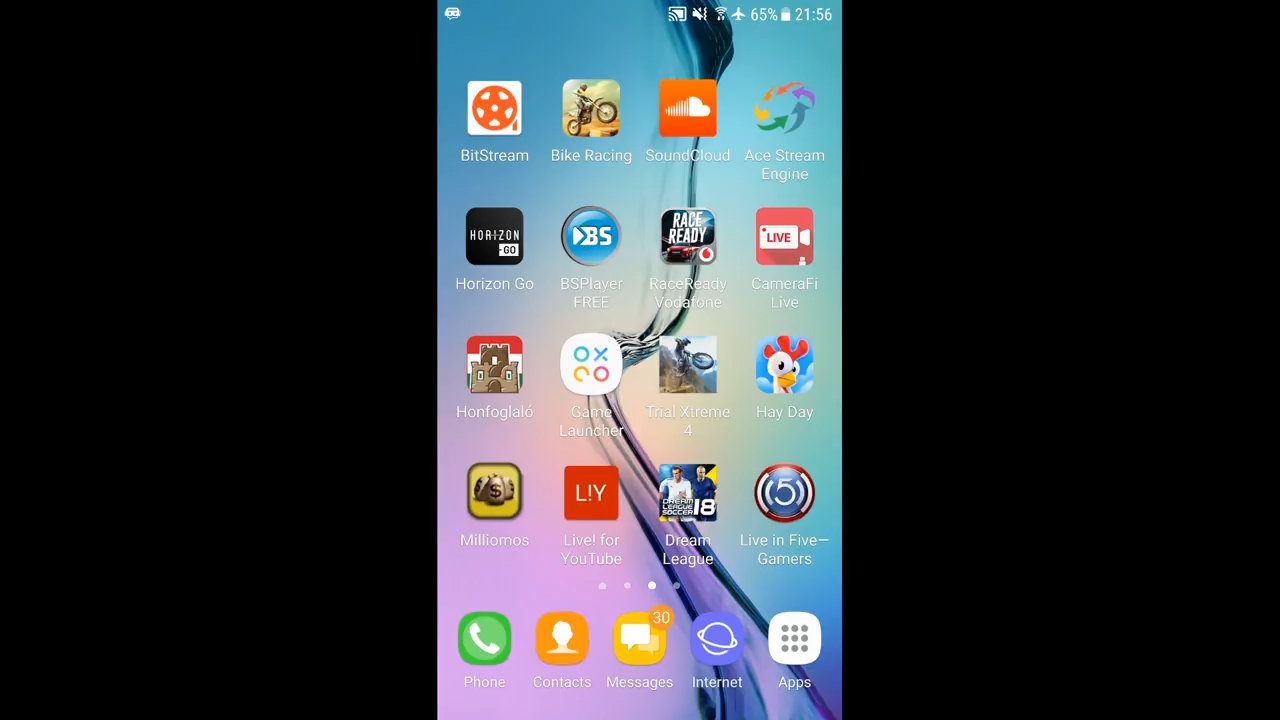 65% 21:56
BitStream
Bike Racing
SoundCloud
Ace Stream
Engine
HORIZON
GO
BS
RACE
READY
LIVE
Horizon Go
BSPlayer
FREE
RaceReady
Vodafone
CameraFi
Live
Honfoglaló
Game
Launcher
Trial Xtreme
4
Hay Day
$
L!Y
DREAM
LEAGUE
SOCCER
18
5
Milliomos
Live! for
YouTube
Dream
League
Live in Five—
Gamers
30
Phone
Contacts
Messages
Internet
Apps